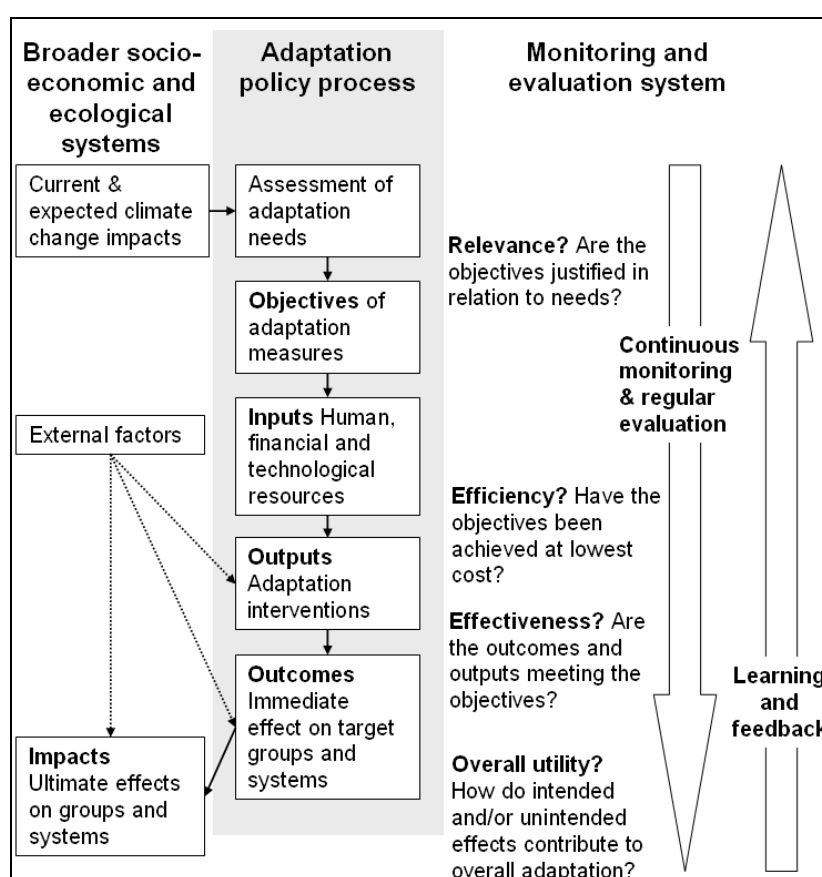 Broader socio-
economic and
ecological
systems
Adaptation
policy process
Monitoring and
evaluation system
Current &
expected climate
change impacts
Assessment of
adaptation
needs
Relevance? Are the
objectives justified in
relation to needs?
Objectives of
adaptation
measures
Continuous
monitoring
& regular
evaluation
External factors
Inputs Human,
financial and
technological
resources
Efficiency? Have the
objectives been
achieved at lowest
cost?
Outputs
Adaptation
interventions
Effectiveness? Are
the outcomes and
outputs meeting the
objectives?
Outcomes
Immediate
effect on target
groups and
systems
Learning
and
feedback
Impacts
Ultimate effects
on groups and
systems
Overall utility?
How do intended
and/or unintended
effects contribute to
overall adaptation?